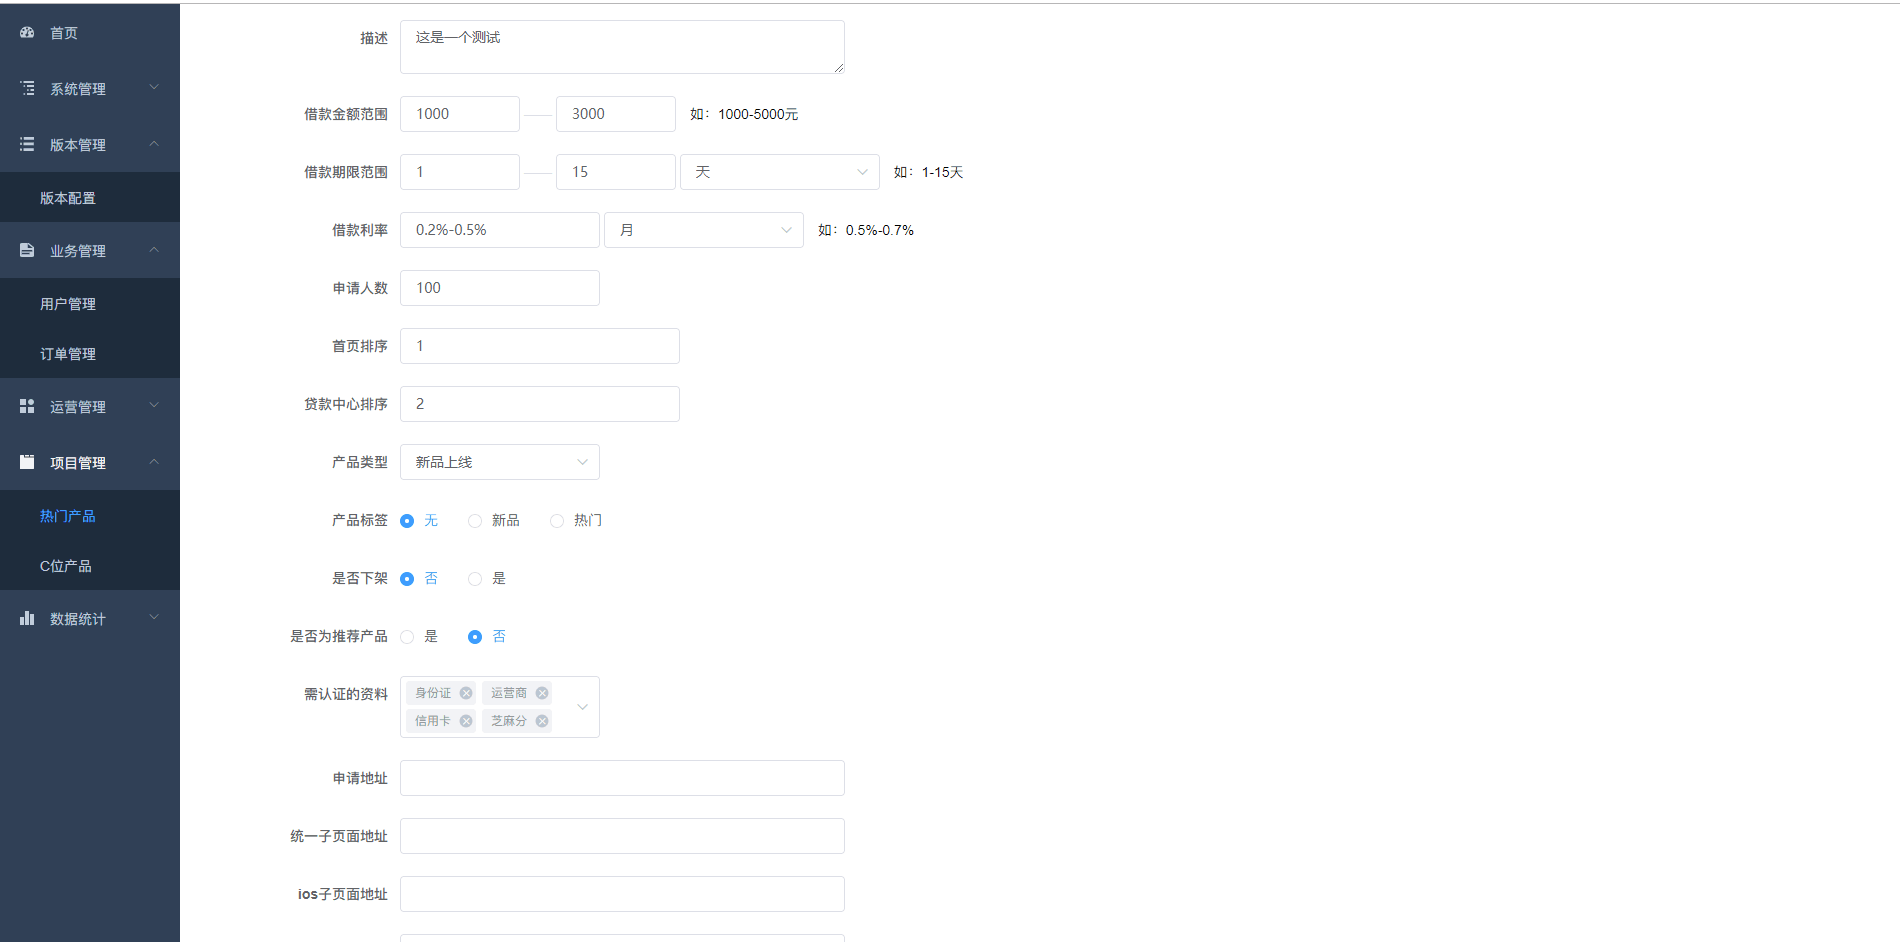 首页
系统管理
版本管理
版本配置
业务管理
用户管理
订单管理
运营管理
项目管理
热门产品
C位产品
数据统计
描述 这是一个测试
借款金额范围 1000 3000 如：1000-5000元
借款期限范围 1 15 天 如：1-15天
借款利率 0.2%-0.5% 月 如：0.5%-0.7%
申请人数 100
首页排序 1
贷款中心排序 2
产品类型 新品上线
产品标签 无 新品 热门
是否下架 否 是
是否为推荐产品 是 否
需认证的资料 身份证 运营商
信用卡 芝麻分
申请地址
统一子页面地址
ios子页面地址